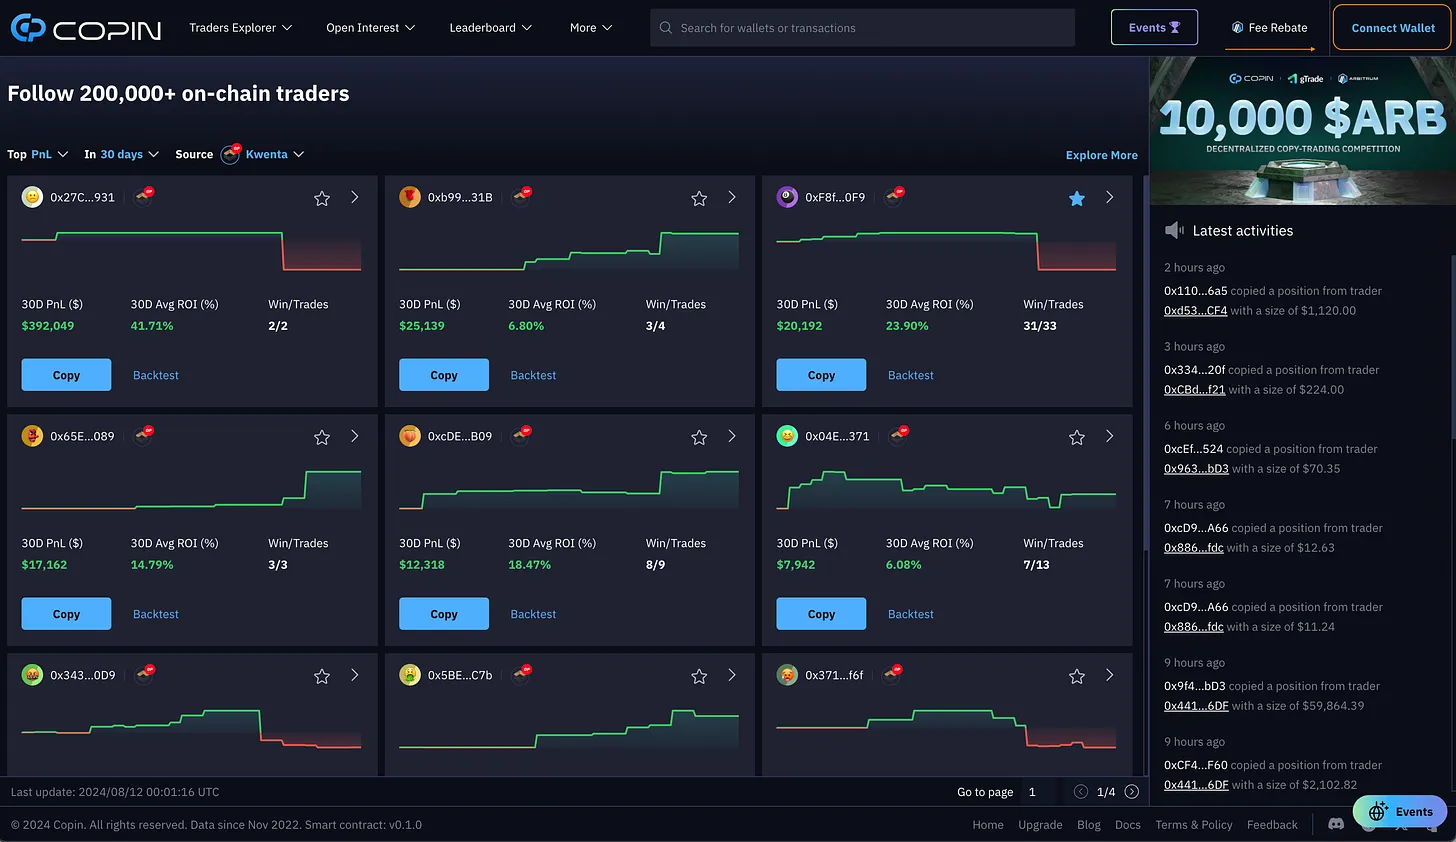 COPIN Traders Explorer Open Interest Leaderboard More Search for wallets or transactions Events Fee Rebate Connect Wallet
Follow 200,000+ on-chain traders
Top PnL In 30 days Source OP Kwenta Explore More
0x27C...931 OP
30D PnL ($) 30D Avg ROI (%) Win/Trades
$392,049 41.71% 2/2
Copy Backtest
0xb99...31B OP
30D PnL ($) 30D Avg ROI (%) Win/Trades
$25,139 6.80% 3/4
Copy Backtest
0xF8f...0F9 OP
30D PnL ($) 30D Avg ROI (%) Win/Trades
$20,192 23.90% 31/33
Copy Backtest
0x65E...089 OP
30D PnL ($) 30D Avg ROI (%) Win/Trades
$17,162 14.79% 3/3
Copy Backtest
0xcDE...B09 OP
30D PnL ($) 30D Avg ROI (%) Win/Trades
$12,318 18.47% 8/9
Copy Backtest
0x04E...371 OP
30D PnL ($) 30D Avg ROI (%) Win/Trades
$7,942 6.08% 7/13
Copy Backtest
0x343...0D9 OP
0x5BE...C7b OP
0x371...f6f OP
COPIN gTrade ARBITRUM
10,000 $ARB
DECENTRALIZED COPY-TRADING COMPETITION
Latest activities
2 hours ago
0x110...6a5 copied a position from trader
0xd53...CF4 with a size of $1,120.00
3 hours ago
0x334...20f copied a position from trader
0xCBd...f21 with a size of $224.00
6 hours ago
0xcEf...524 copied a position from trader
0x963...bD3 with a size of $70.35
7 hours ago
0xcD9...A66 copied a position from trader
0x886...fdc with a size of $12.63
7 hours ago
0xcD9...A66 copied a position from trader
0x886...fdc with a size of $11.24
9 hours ago
0x9f4...bD3 copied a position from trader
0x441...6DF with a size of $59,864.39
9 hours ago
0xCF4...F60 copied a position from trader
0x441...6DF with a size of $2,102.82
Last update: 2024/08/12 00:01:16 UTC Go to page 1 1/4
Events
© 2024 Copin. All rights reserved. Data since Nov 2022. Smart contract: v0.1.0 Home Upgrade Blog Docs Terms & Policy Feedback